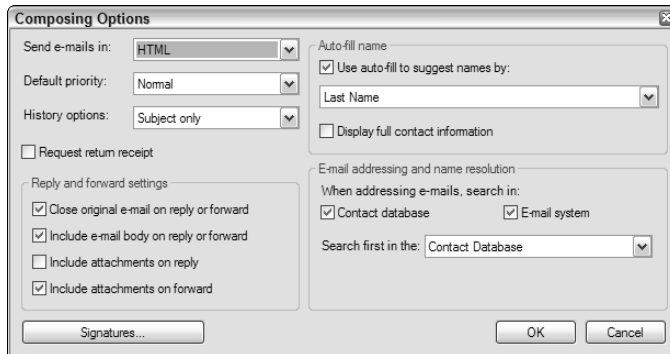 Composing Options
Send e-mails in: HTML
Default priority: Normal
History options: Subject only
Request return receipt
Reply and forward settings
Close original e-mail on reply or forward
Include e-mail body on reply or forward
Include attachments on reply
Include attachments on forward
Signatures...
Auto-fill name
Use auto-fill to suggest names by:
Last Name
Display full contact information
E-mail addressing and name resolution
When addressing e-mails, search in:
Contact database E-mail system
Search first in the: Contact Database
OK Cancel